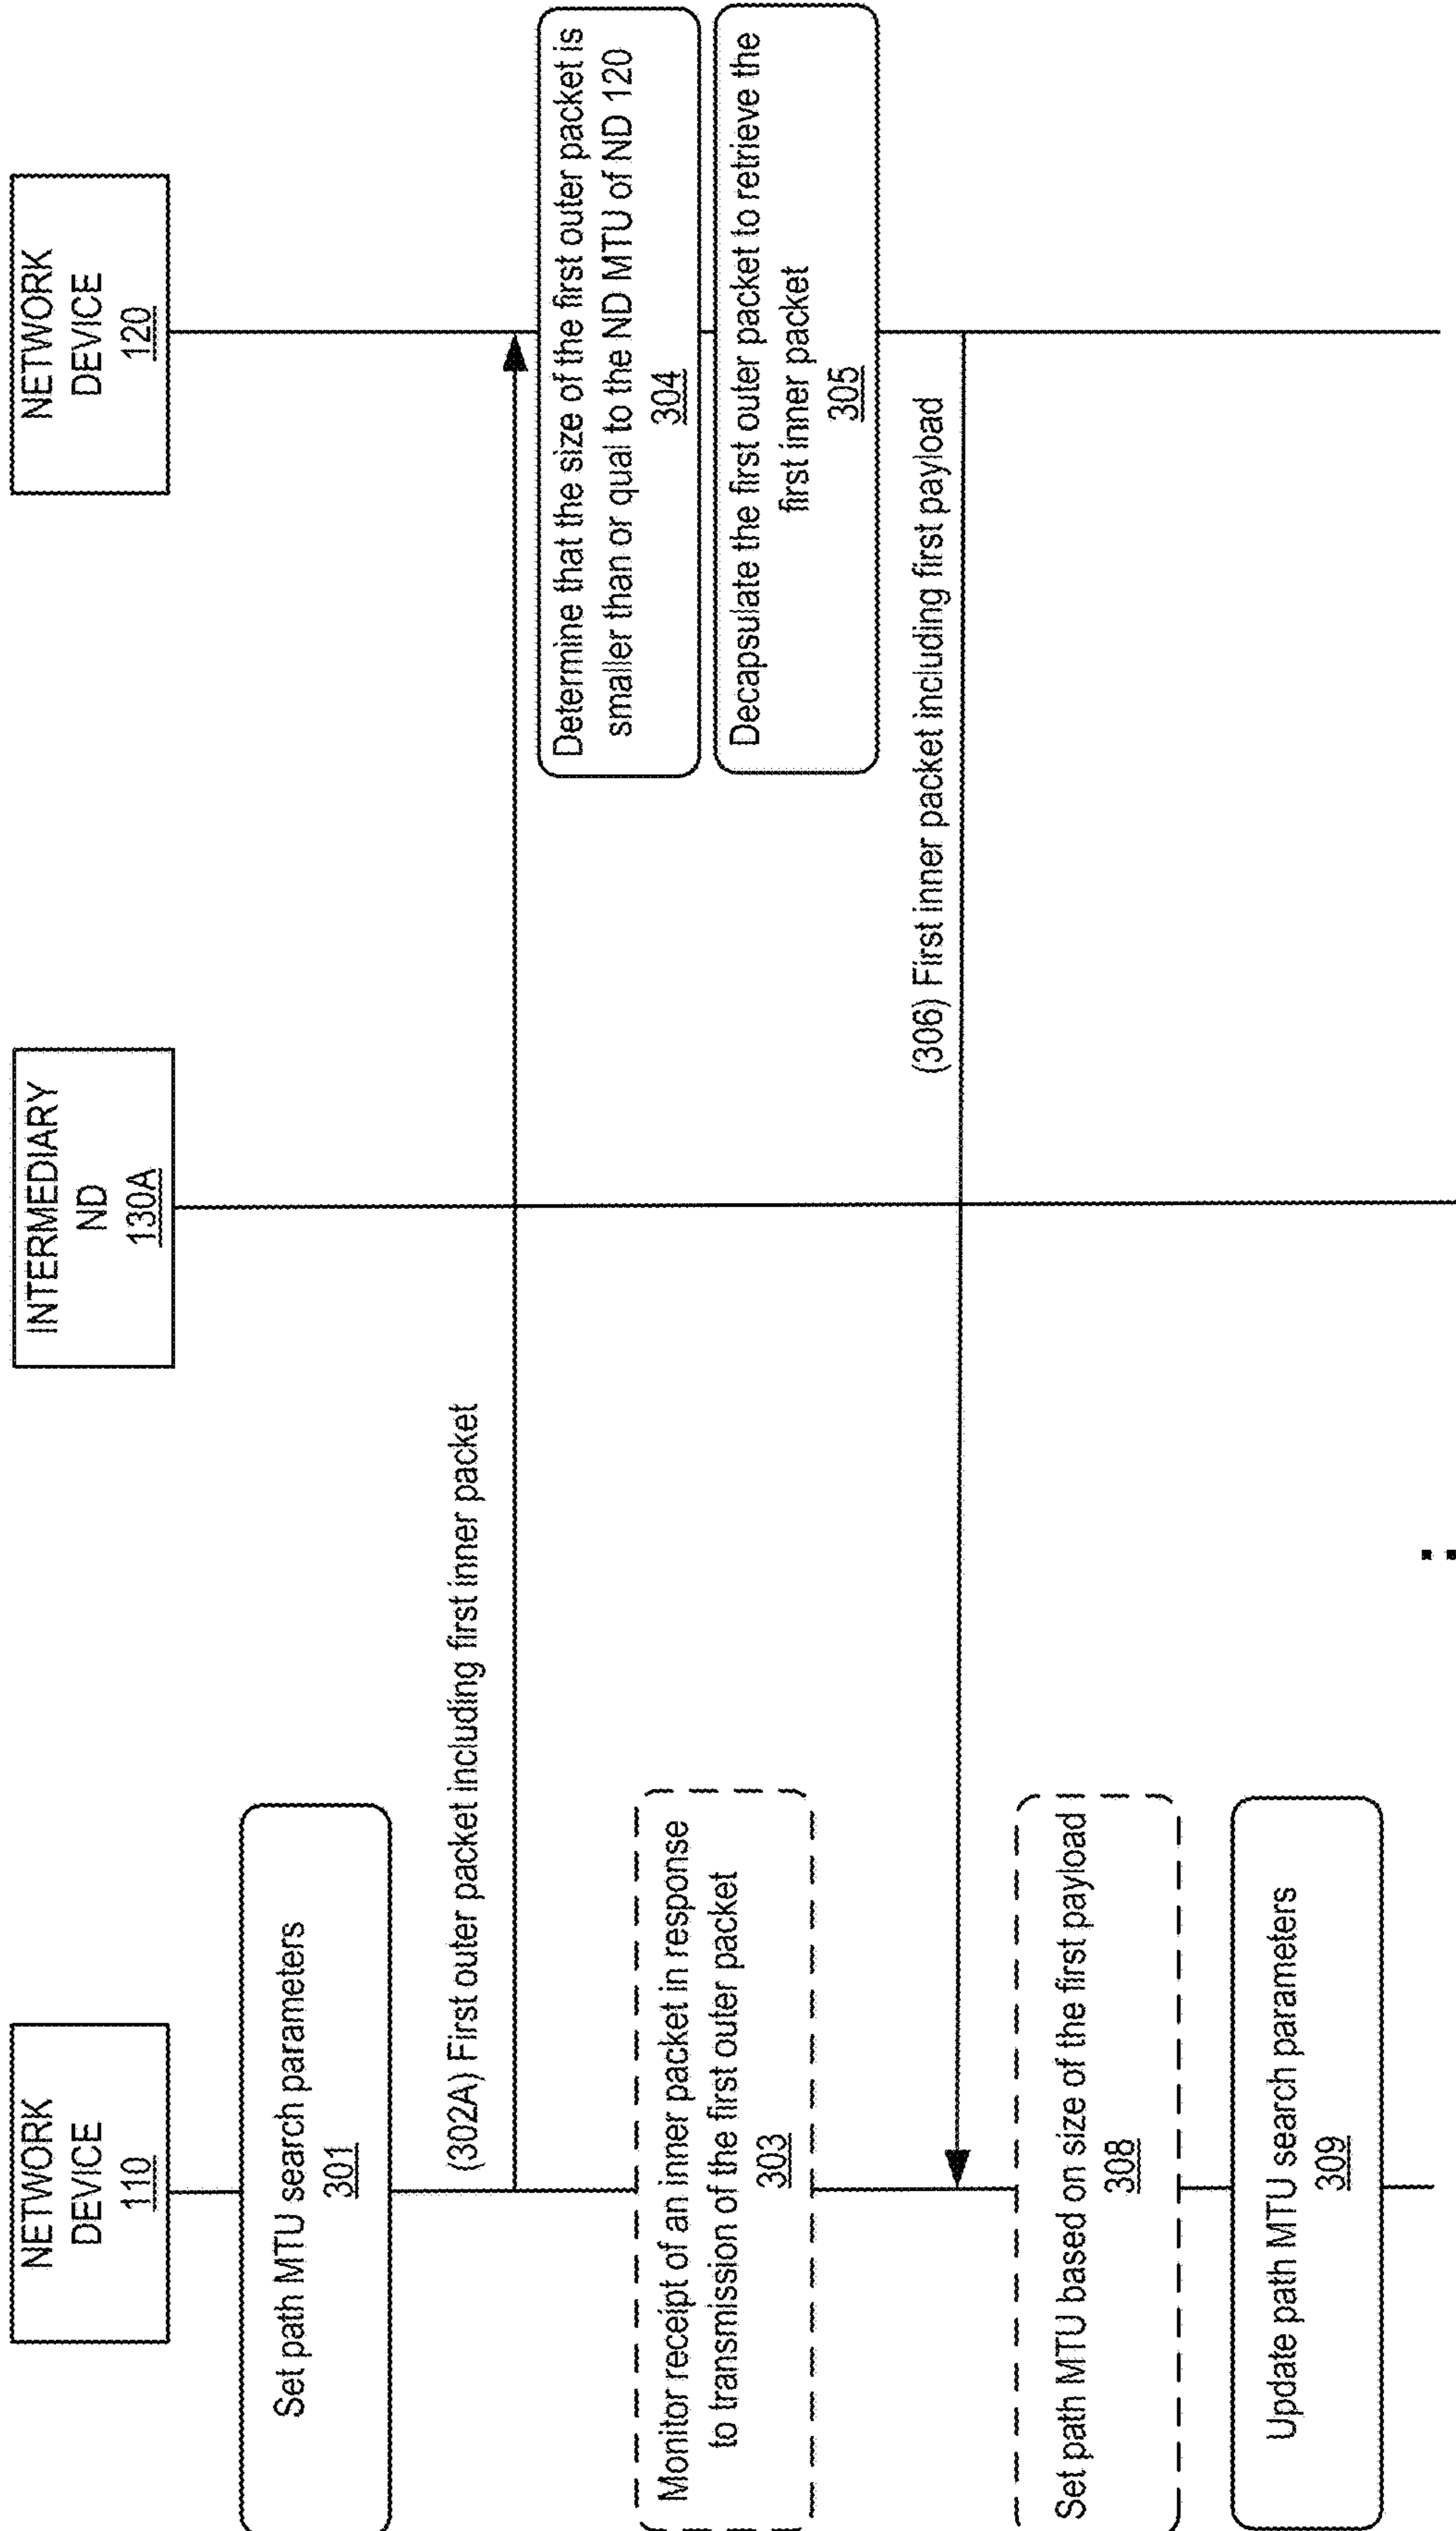 NETWORK
DEVICE
110
INTERMEDIARY
ND
130A
NETWORK
DEVICE
120
Set path MTU search parameters
301
(302A) First outer packet including first inner packet
Monitor receipt of an inner packet in response
to transmission of the first outer packet
303
Determine that the size of the first outer packet is
smaller than or qual to the ND MTU of ND 120
304
Decapsulate the first outer packet to retrieve the
first inner packet
305
(306) First inner packet including first payload
Set path MTU based on size of the first payload
308
Update path MTU search parameters
309